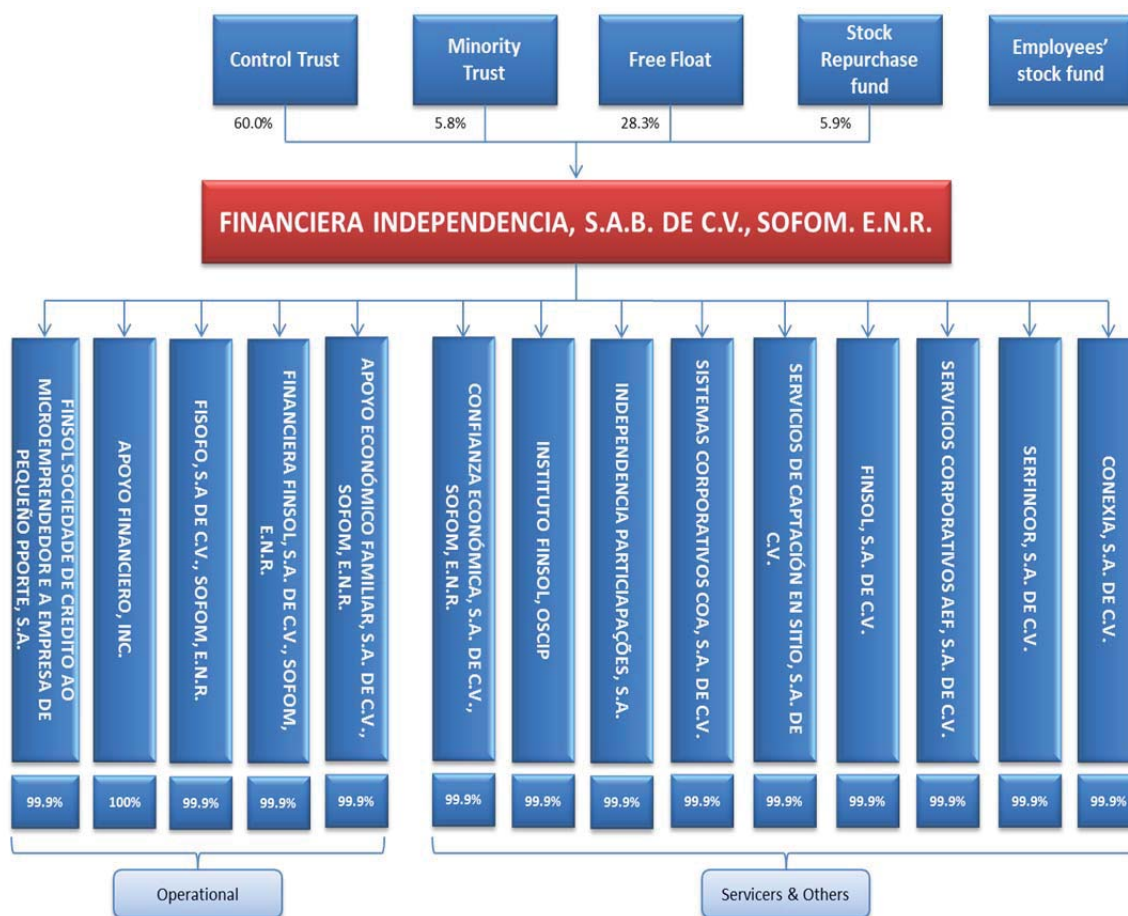 Control Trust
Minority
Trust
Free Float
Stock
Repurchase
fund
Employees'
stock fund
60.0%
5.8%
28.3%
5.9%
FINANCIERA INDEPENDENCIA, S.A.B. DE C.V., SOFOM. E.N.R.
FINSOL SOCIEDADE DE CREDITO AO
MICROEMPRENDEDOR E A EMPRESA DE
PEQUEÑO PPORTE, S.A.
APOYO FINANCIERO, INC.
FISOFO, S.A DE C.V., SOFOM, E.N.R.
FINANCIERA FINSOL, S.A. DE C.V., SOFOM,
E.N.R.
APOYO ECONÓMICO FAMILIAR, S.A. DE C.V.,
SOFOM, E.N.R.
CONFIANZA ECONÓMICA, S.A. DE C.V.,
SOFOM, E.N.R.
INSTITUTO FINSOL, OSCIP
INDEPENDENCIA PARTICIAPAÇÕES, S.A.
SISTEMAS CORPORATIVOS COA, S.A. DE C.V.
SERVICIOS DE CAPTACIÓN EN SITIO, S.A. DE
C.V.
FINSOL, S.A. DE C.V.
SERVICIOS CORPORATIVOS AEF, S.A. DE C.V.
SERFINCOR, S.A. DE C.V.
CONEXIA, S.A. DE C.V.
99.9%
100%
99.9%
99.9%
99.9%
99.9%
99.9%
99.9%
99.9%
99.9%
99.9%
99.9%
99.9%
99.9%
Operational
Servicers & Others